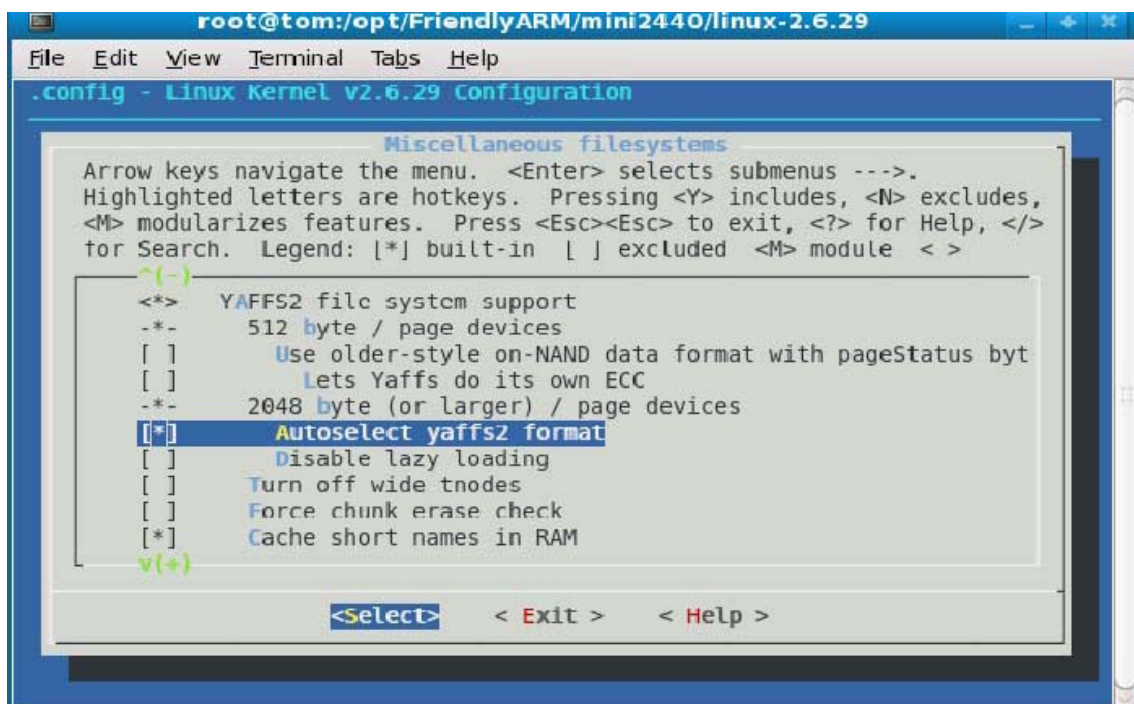 root@tom:/opt/FriendlyARM/mini2440/linux-2.6.29
File Edit View Terminal Tabs Help
.config - Linux Kernel v2.6.29 Configuration
Miscellaneous filesystems
Arrow keys navigate the menu. <Enter> selects submenus --->.
Highlighted letters are hotkeys. Pressing <Y> includes, <N> excludes,
<M> modularizes features. Press <Esc><Esc> to exit, <?> for Help, </>
for Search. Legend: [*] built-in [ ] excluded <M> module < >
^(-)
<*> YAFFS2 file system support
-*- 512 byte / page devices
[ ] Use older-style on-NAND data format with pageStatus byt
[ ] Lets Yaffs do its own ECC
-*- 2048 byte (or larger) / page devices
[*] Autoselect yaffs2 format
[ ] Disable lazy loading
[ ] Turn off wide tnodes
[ ] Force chunk erase check
[*] Cache short names in RAM
v(+)
<Select> < Exit > < Help >